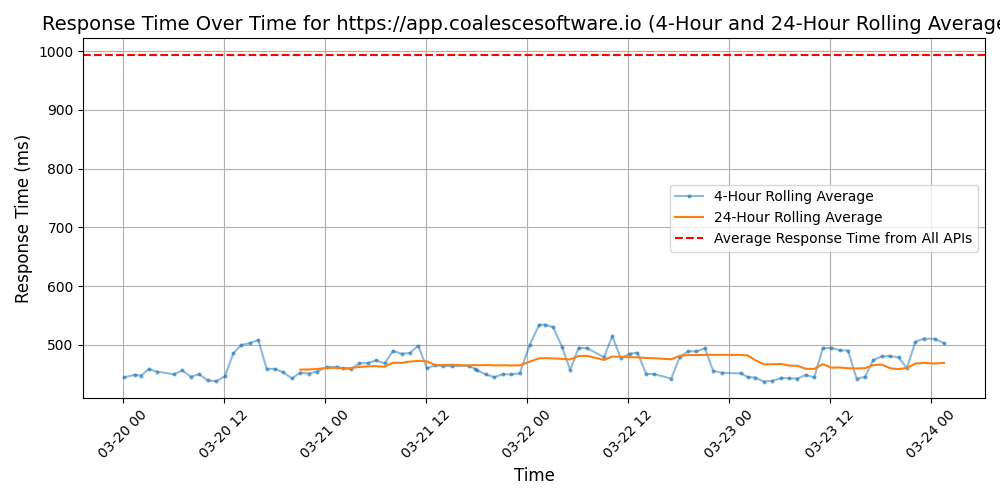 Response Time Over Time for https://app.coalescesoftware.io (4-Hour and 24-Hour Rolling Average
Response Time (ms)
1000
900
800
700
600
500
4-Hour Rolling Average
24-Hour Rolling Average
Average Response Time from All APIs
03-20 00
03-20 12
03-21 00
03-21 12
03-22 00
03-22 12
03-23 00
03-23 12
03-24 00
Time